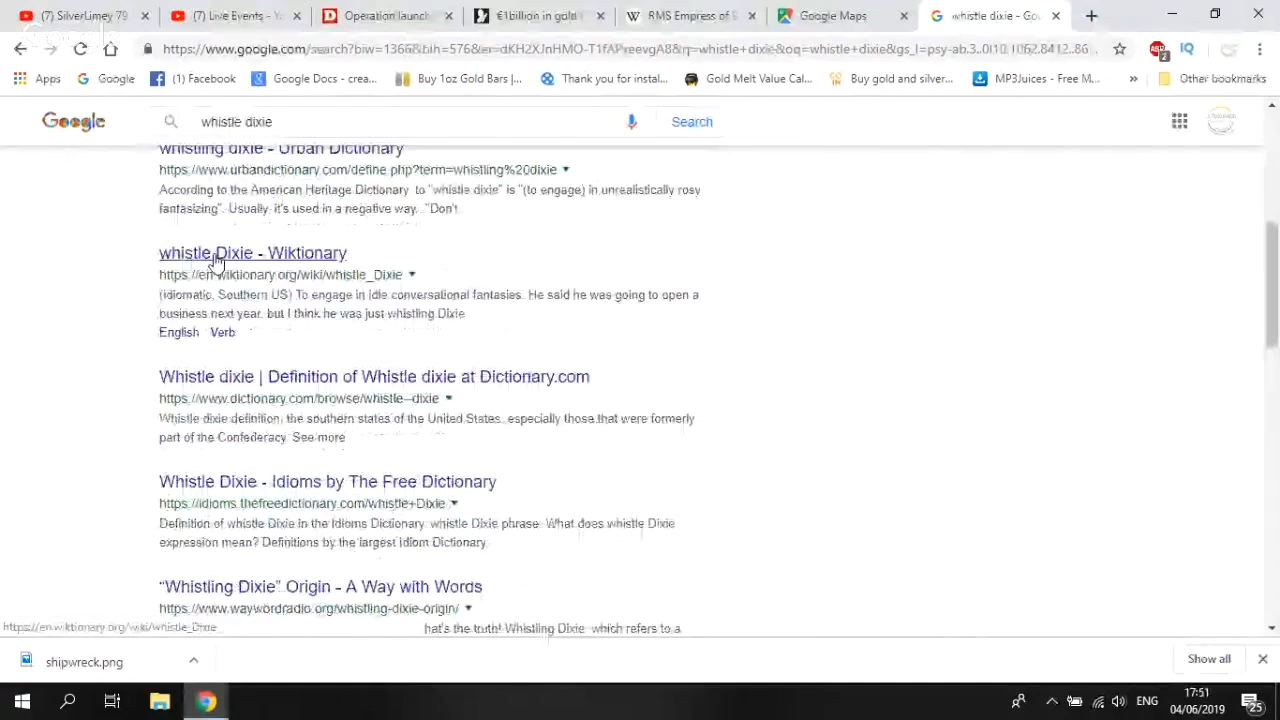 (7) SilverLimey 79
(7) Live Events - Y
Operation launch
€1billion in gold
RMS Empress of
Google Maps
whistle dixie - Goo
Apps
Google
(1) Facebook
Google Docs - crea...
Buy 1oz Gold Bars |...
Thank you for instal...
Gold Melt Value Cal...
Buy gold and silver...
MP3Juices - Free M...
Other bookmarks
Google
whistle dixie
Search
whistling dixie - Urban Dictionary
https://www.urbandictionary.com/define.php?term=whistling%20dixie
According to the American Heritage Dictionary to "whistle dixie" is "(to engage) in unrealistically rosy
fantasizing". Usually it's used in a negative way. "Don't
whistle Dixie - Wiktionary
https://en.wiktionary.org/wiki/whistle_Dixie
(idiomatic, Southern US) To engage in idle conversational fantasies. He said he was going to open a
business next year, but I think he was just whistling Dixie
English Verb
Whistle dixie | Definition of Whistle dixie at Dictionary.com
https://www.dictionary.com/browse/whistle--dixie
Whistle dixie definition, the southern states of the United States, especially those that were formerly
part of the Confederacy. See more
Whistle Dixie - Idioms by The Free Dictionary
https://idioms.thefreedictionary.com/whistle+Dixie
Definition of whistle Dixie in the Idioms Dictionary. whistle Dixie phrase. What does whistle Dixie
expression mean? Definitions by the largest Idiom Dictionary.
"Whistling Dixie" Origin - A Way with Words
https://www.waywordradio.org/whistling-dixie-origin/
hat's the truth! Whistling Dixie, which refers to a
https://en.wiktionary.org/wiki/whistle_Dixie
shipwreck.png
Show all
ENG
17:51
04/06/2019
25